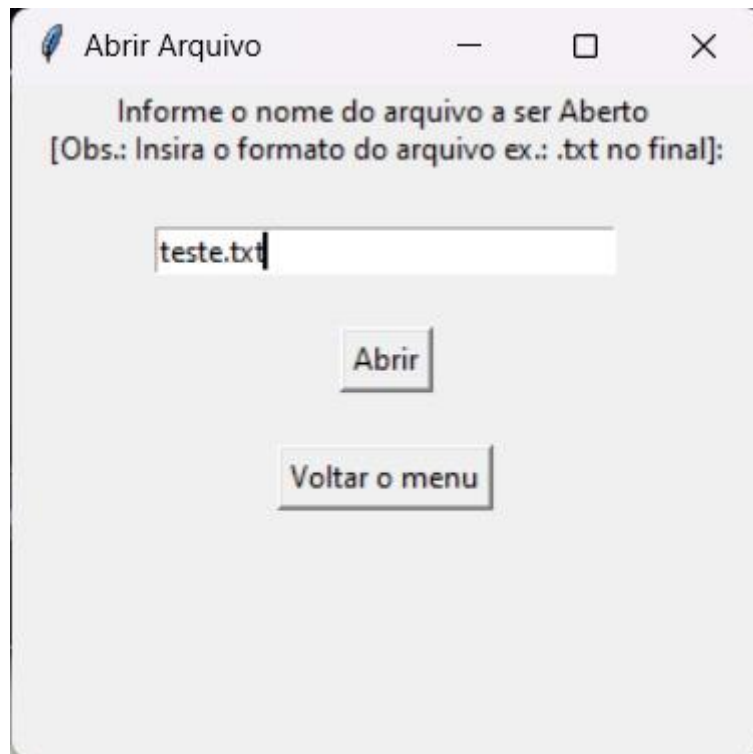 Abrir Arquivo
Informe o nome do arquivo a ser Aberto
[Obs.: Insira o formato do arquivo ex.: .txt no final]:
teste.txt
Abrir
Voltar o menu